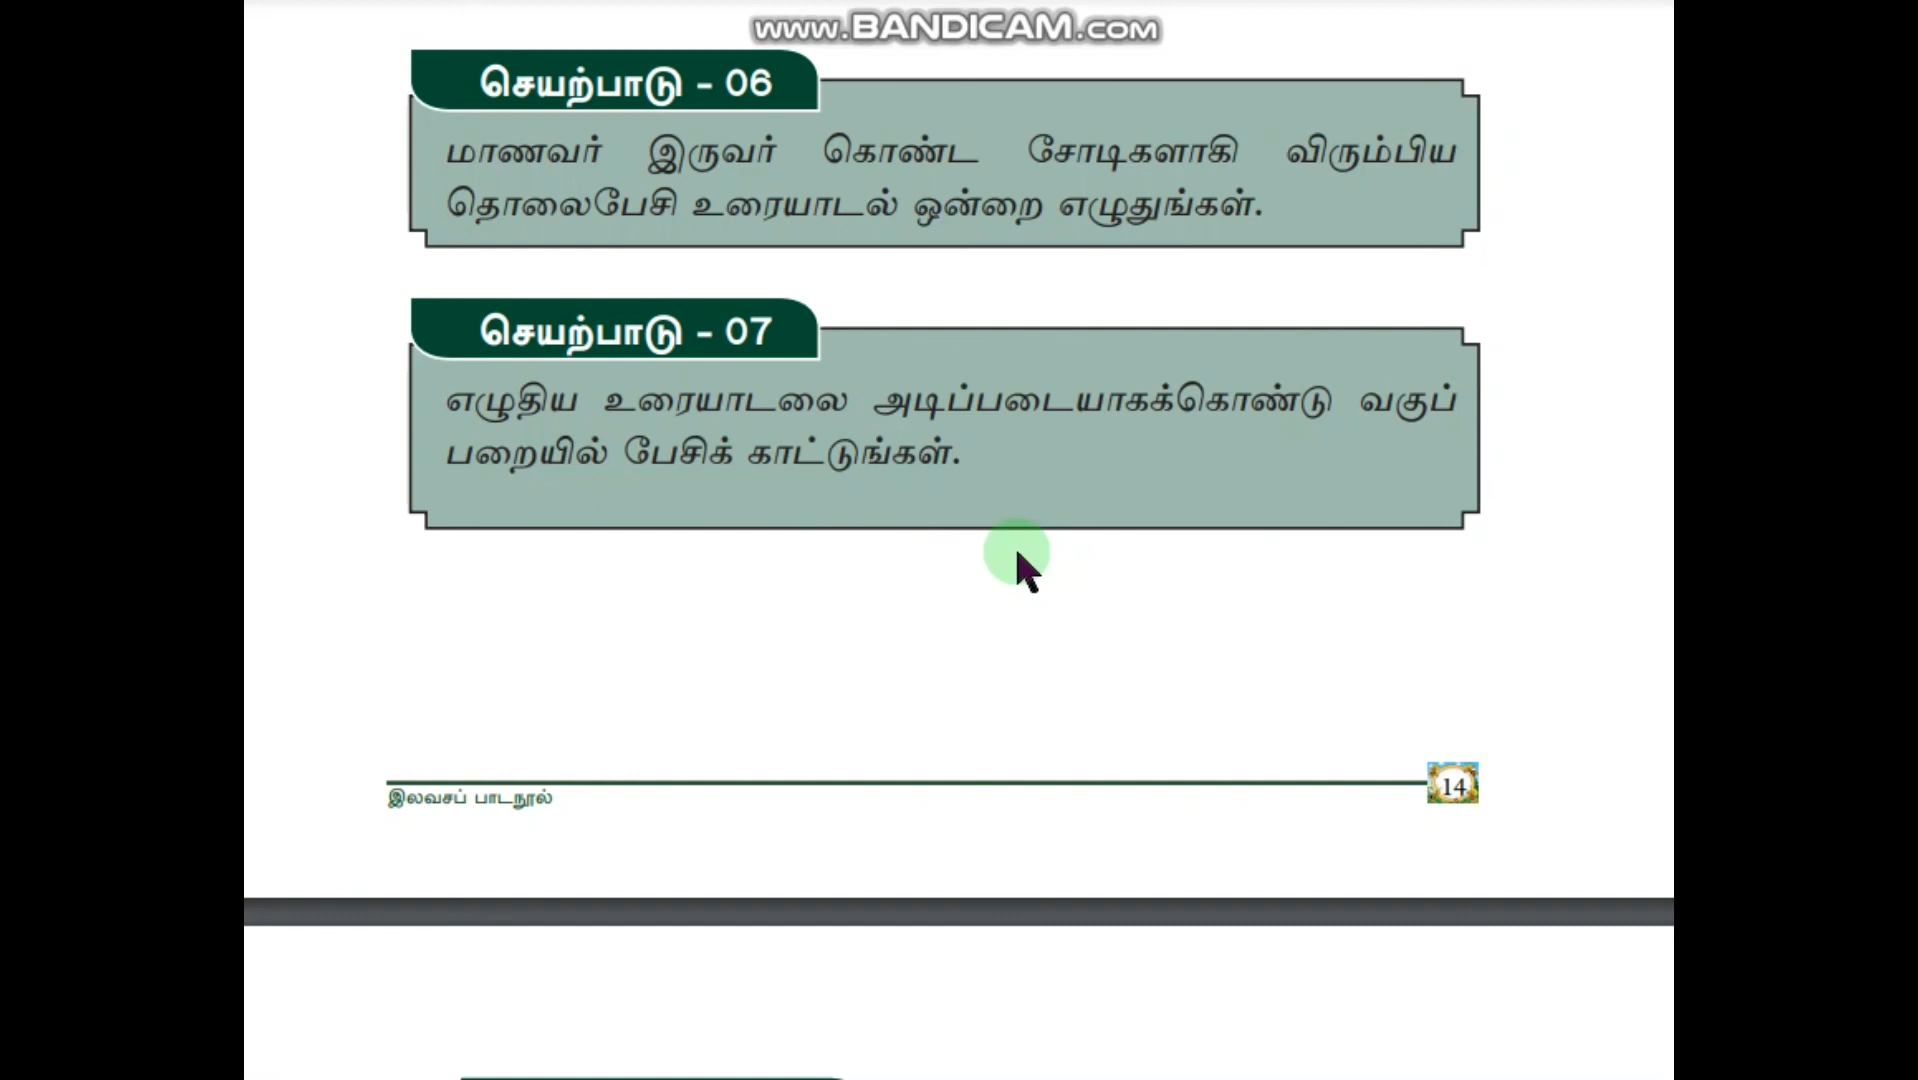 www.BANDICAM.com
செயற்பாடு - 06
மாணவர் இருவர் கொண்ட சோடிகளாகி விரும்பிய
தொலைபேசி உரையாடல் ஒன்றை எழுதுங்கள்.
செயற்பாடு - 07
எழுதிய உரையாடலை அடிப்படையாகக்கொண்டு வகுப்
பறையில் பேசிக் காட்டுங்கள்.
இலவசப் பாடநூல்
14